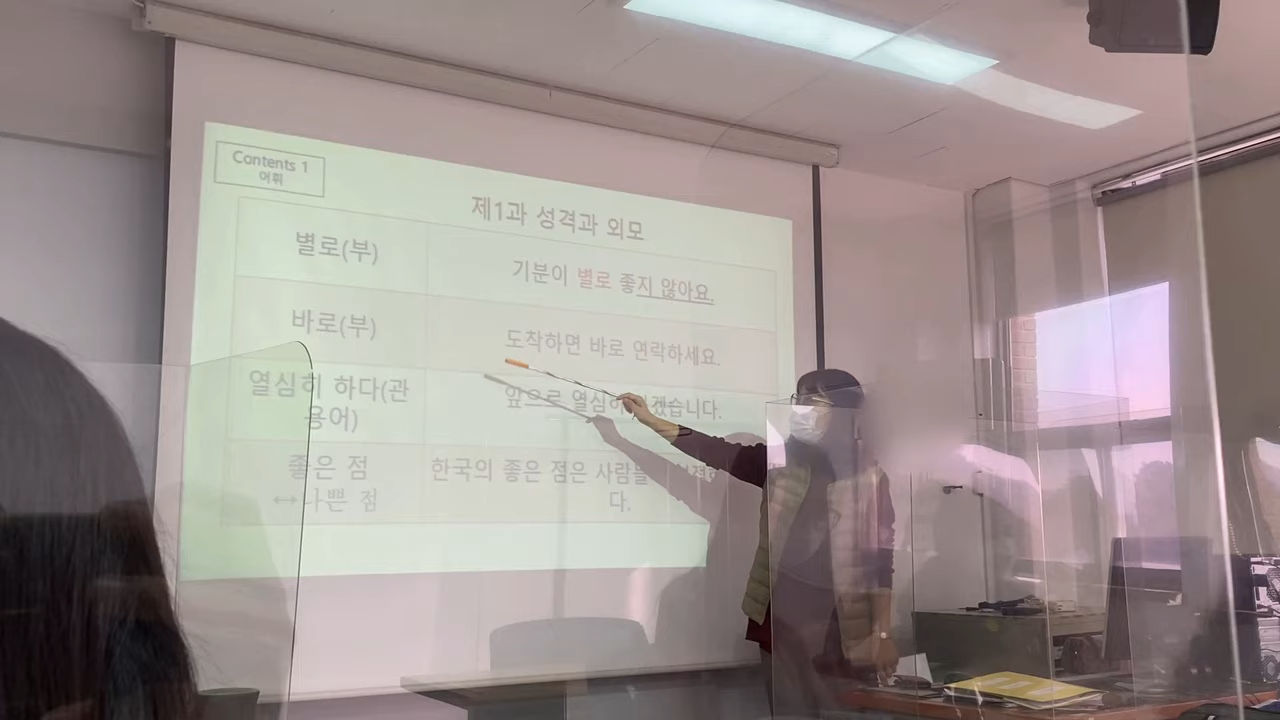 Contents 1
어휘
제1과 성격과 외모
별로(부)
기분이 별로 좋지 않아요.
바로(부)
도착하면 바로 연락하세요.
열심히 하다(관
용어)
앞으로 열심히
좋은 점
↔나쁜 점
한국의 좋은 점은
다.